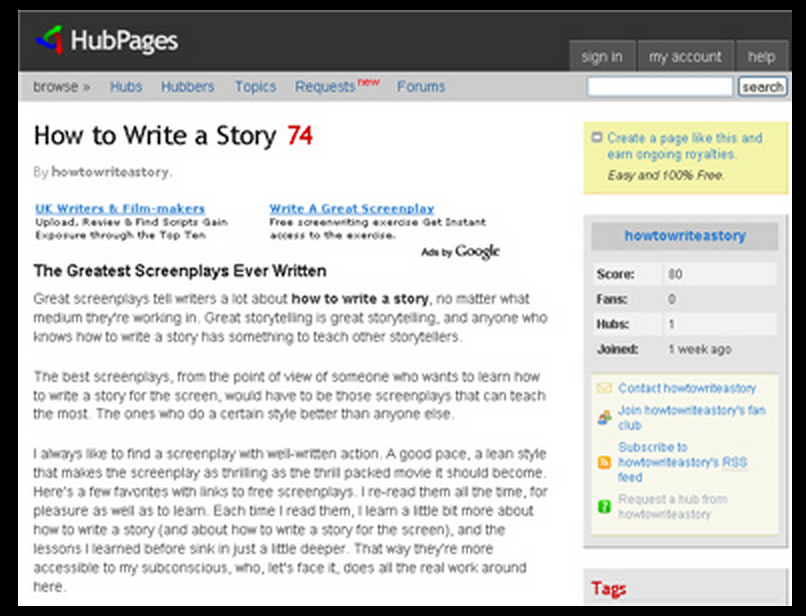 HubPages
sign in my account help
browse » Hubs Hubbers Topics Requests new Forums search
How to Write a Story 74
By howtowriteastory.
UK Writers & Film-makers
Upload, Review & Find Scripts Gain
Exposure through the Top Ten
Write A Great Screenplay
Free screenwriting exercise Get Instant
access to the exercise.
Ads by Google
The Greatest Screenplays Ever Written
Great screenplays tell writers a lot about how to write a story, no matter what
medium they're working in. Great storytelling is great storytelling, and anyone who
knows how to write a story has something to teach other storytellers.
The best screenplays, from the point of view of someone who wants to learn how
to write a story for the screen, would have to be those screenplays that can teach
the most. The ones who do a certain style better than anyone else.
I always like to find a screenplay with well-written action. A good pace, a lean style
that makes the screenplay as thrilling as the thrill packed movie it should become.
Here's a few favorites with links to free screenplays. I re-read them all the time, for
pleasure as well as to learn. Each time I read them, I learn a little bit more about
how to write a story (and about how to write a story for the screen), and the
lessons I learned before sink in just a little deeper. That way they're more
accessible to my subconscious, who, let's face it, does all the real work around
here.
Create a page like this and
earn ongoing royalties.
Easy and 100% Free.
howtowriteastory
Score: 80
Fans: 0
Hubs: 1
Joined: 1 week ago
Contact howtowriteastory
Join howtowriteastory's fan
club
Subscribe to
howtowriteastory's RSS
feed
Request a hub from
howtowriteastory
Tags